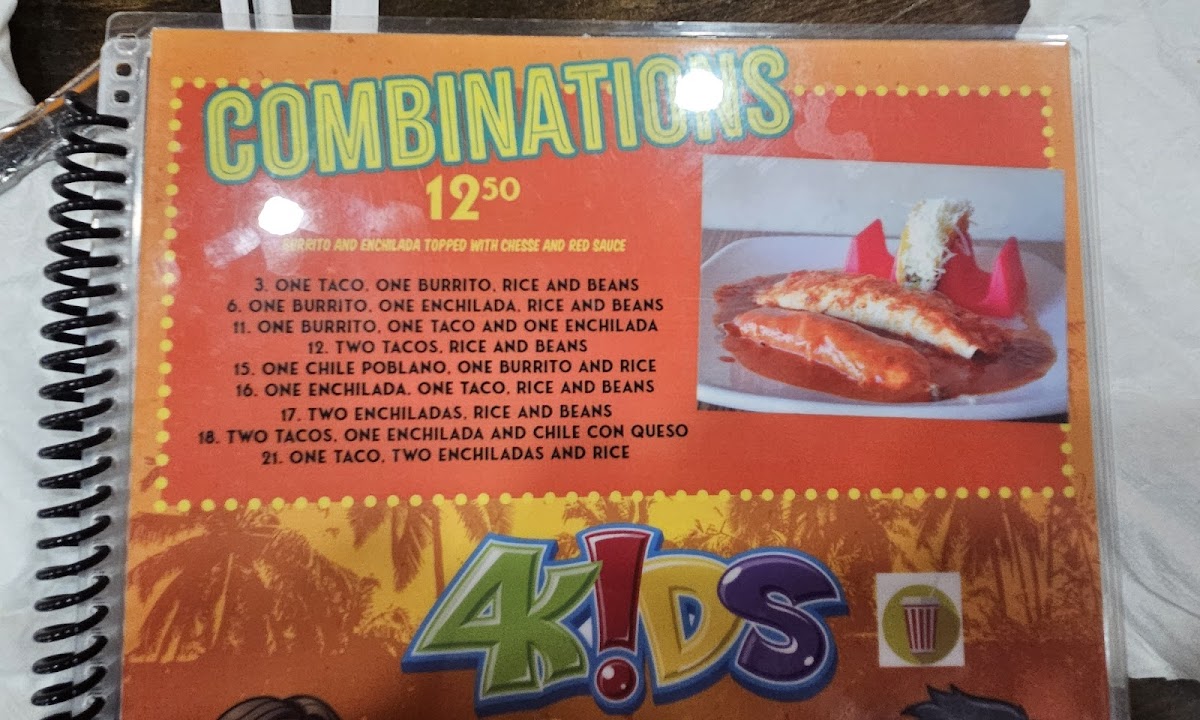 COMBINATIONS
12⁵⁰
BURRITO AND ENCHILADA TOPPED WITH CHESSE AND RED SAUCE
3. ONE TACO, ONE BURRITO, RICE AND BEANS
6. ONE BURRITO, ONE ENCHILADA, RICE AND BEANS
11. ONE BURRITO, ONE TACO AND ONE ENCHILADA
12. TWO TACOS, RICE AND BEANS
15. ONE CHILE POBLANO, ONE BURRITO AND RICE
16. ONE ENCHILADA, ONE TACO, RICE AND BEANS
17. TWO ENCHILADAS, RICE AND BEANS
18. TWO TACOS, ONE ENCHILADA AND CHILE CON QUESO
21. ONE TACO, TWO ENCHILADAS AND RICE
4K!DS